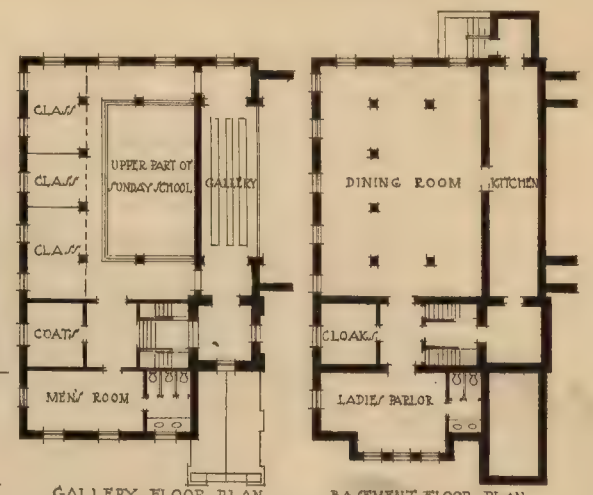 CLASS
CLASS
CLASS
UPPER PART OF
SUNDAY SCHOOL
GALLERY
COATS
MEN'S ROOM
GALLERY FLOOR PLAN
DINING ROOM
KITCHEN
CLOAKS
LADIES PARLOR
BASEMENT FLOOR PLAN